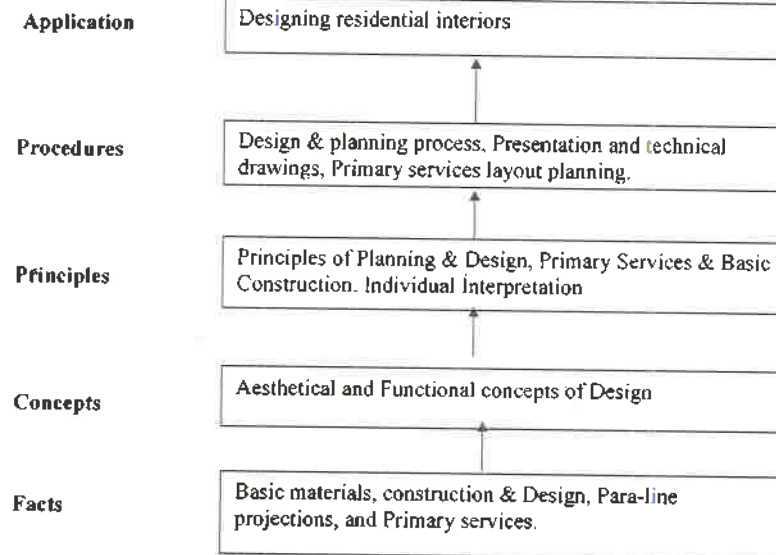 Application
Designing residential interiors
Procedures
Design & planning process, Presentation and technical
drawings, Primary services layout planning.
Principles
Principles of Planning & Design, Primary Services & Basic
Construction. Individual Interpretation
Concepts
Aesthetical and Functional concepts of Design
Facts
Basic materials, construction & Design, Para-line
projections, and Primary services.